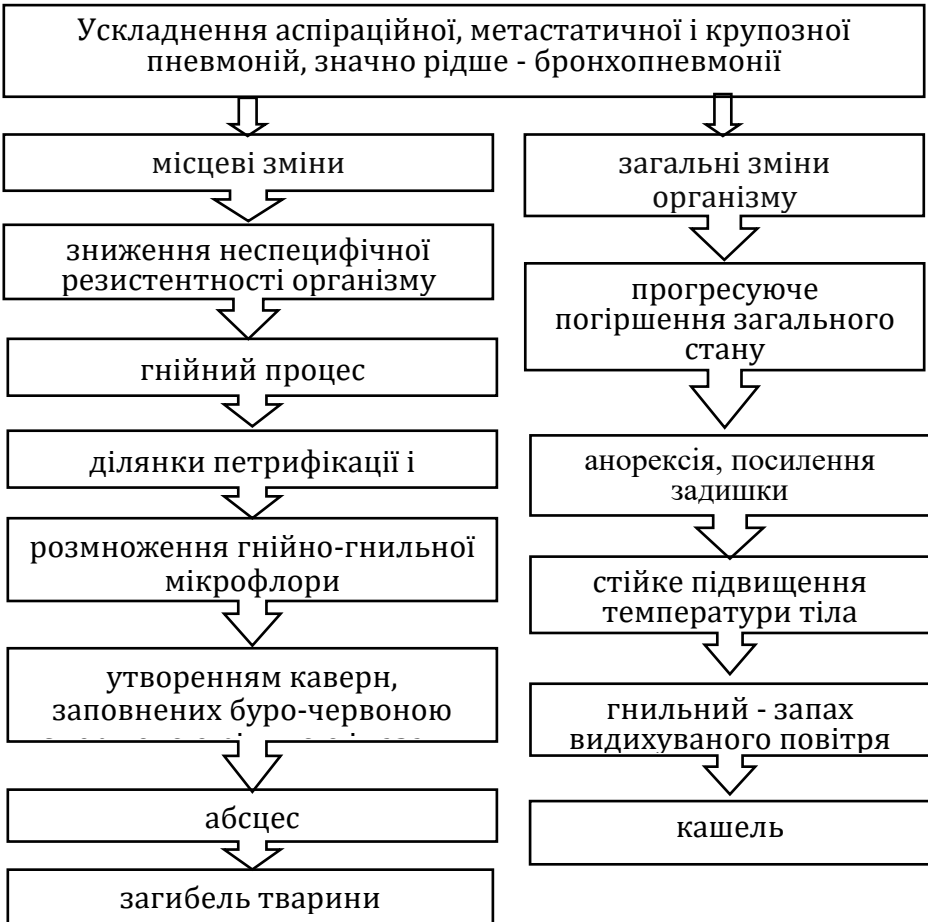 Ускладнення аспіраційної, метастатичної і крупозної
пневмоній, значно рідше - бронхопневмонії
місцеві зміни
зниження неспецифічної
резистентності організму
гнійний процес
ділянки петрифікації і
розмноження гнійно-гнильної
мікрофлори
утворенням каверн,
заповнених буро-червоною
абсцес
загибель тварини
загальні зміни
організму
прогресуюче
погіршення загального
стану
анорексія, посилення
задишки
стійке підвищення
температури тіла
гнильний - запах
видихуваного повітря
кашель